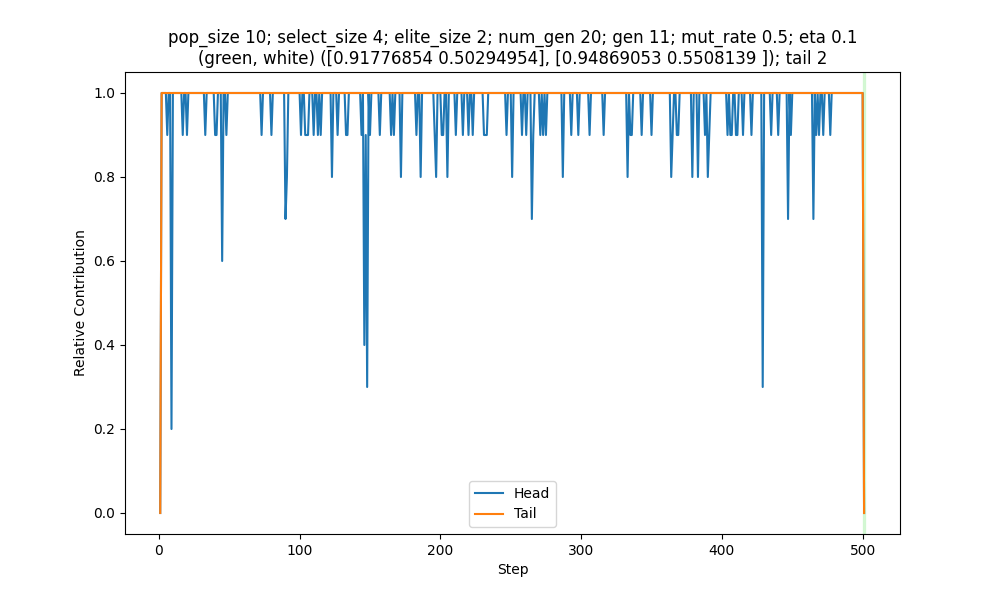 pop_size 10; select_size 4; elite_size 2; num_gen 20; gen 11; mut_rate 0.5; eta 0.1
(green, white) ([0.91776854 0.50294954], [0.94869053 0.5508139 ]); tail 2
1.0
0.8
0.6
0.4
0.2
0.0
Relative Contribution
Head
Tail
0
100
200
300
400
500
Step